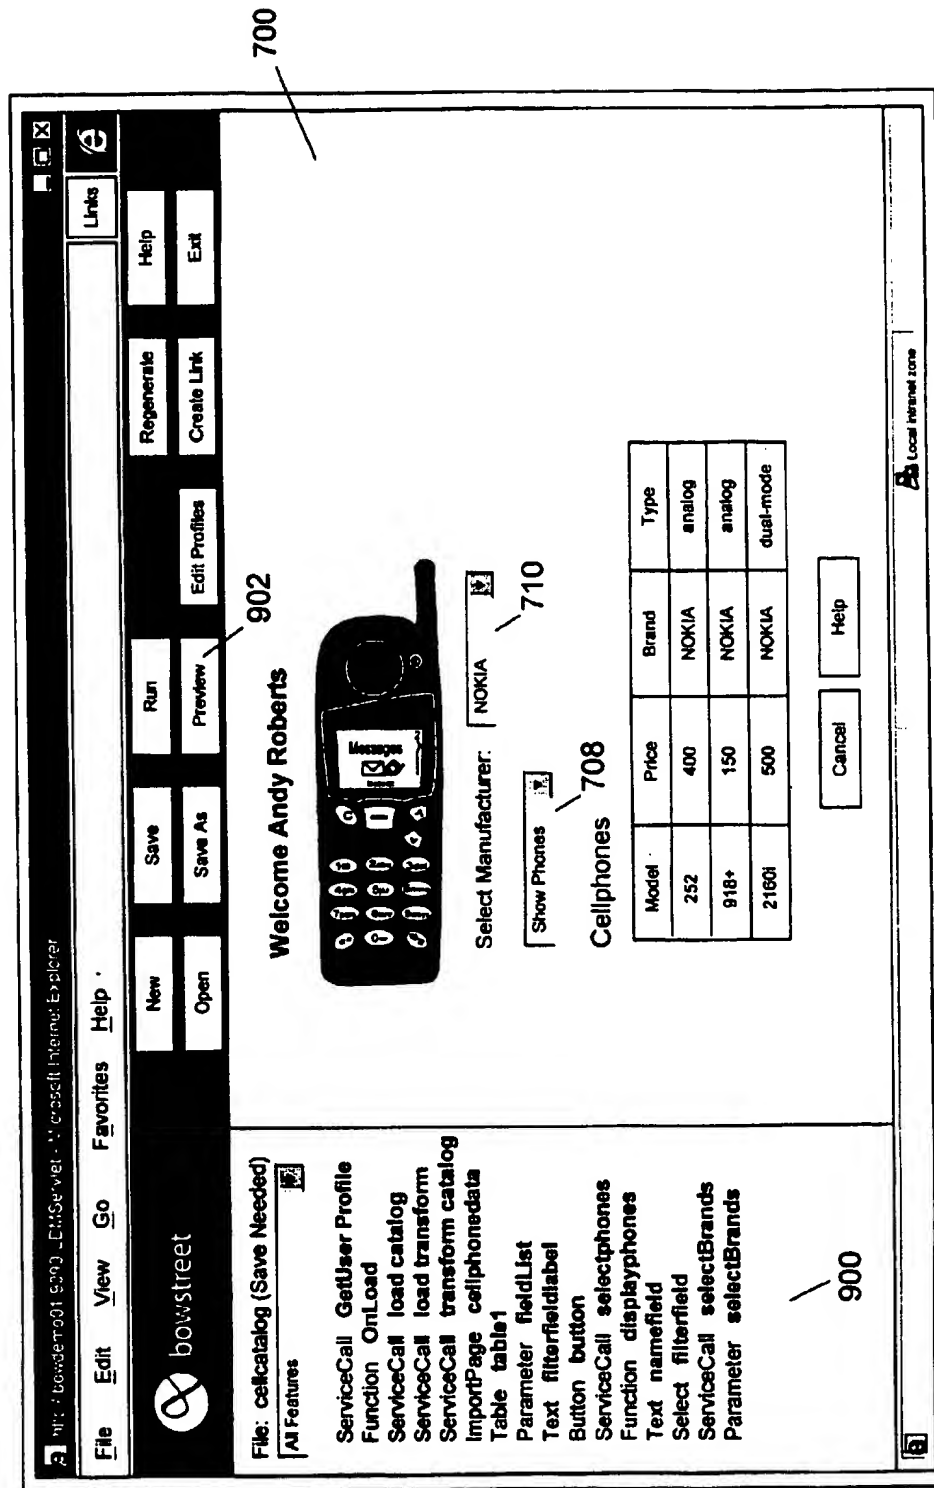 LEMServlet - Microsoft Internet Explorer
File Edit View Go Favorites Help
Links
bowstreet
New Save Run Regenerate Help
Open Save As Preview Edit Profiles Create Link Exit
902
700
File: cellcatalog (Save Needed)
All Features
ServiceCall GetUser Profile
Function OnLoad
ServiceCall load catalog
ServiceCall load transform
ServiceCall transform catalog
ImportPage cellphonedata
Table table1
Parameter fieldList
Text filterfieldlabel
Button button
ServiceCall selectphones
Function displayphones
Text namefield
Select filterfield
ServiceCall selectBrands
Parameter selectBrands
900
Welcome Andy Roberts
Messages
Select Manufacturer: NOKIA
710
Show Phones
708
Cellphones
Model Price Brand Type
252 400 NOKIA analog
918+ 150 NOKIA analog
2160i 500 NOKIA dual-mode
Cancel Help
Local intranet zone